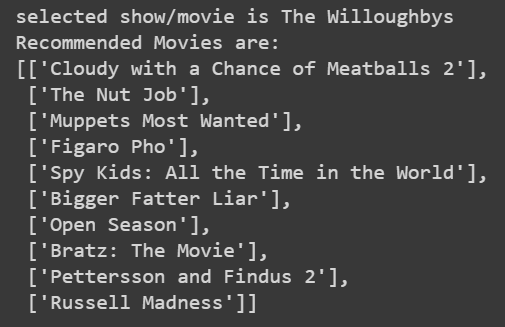 selected show/movie is The Willoughbys
Recommended Movies are:
[['Cloudy with a Chance of Meatballs 2'],
['The Nut Job'],
['Muppets Most Wanted'],
['Figaro Pho'],
['Spy Kids: All the Time in the World'],
['Bigger Fatter Liar'],
['Open Season'],
['Bratz: The Movie'],
['Pettersson and Findus 2'],
['Russell Madness']]